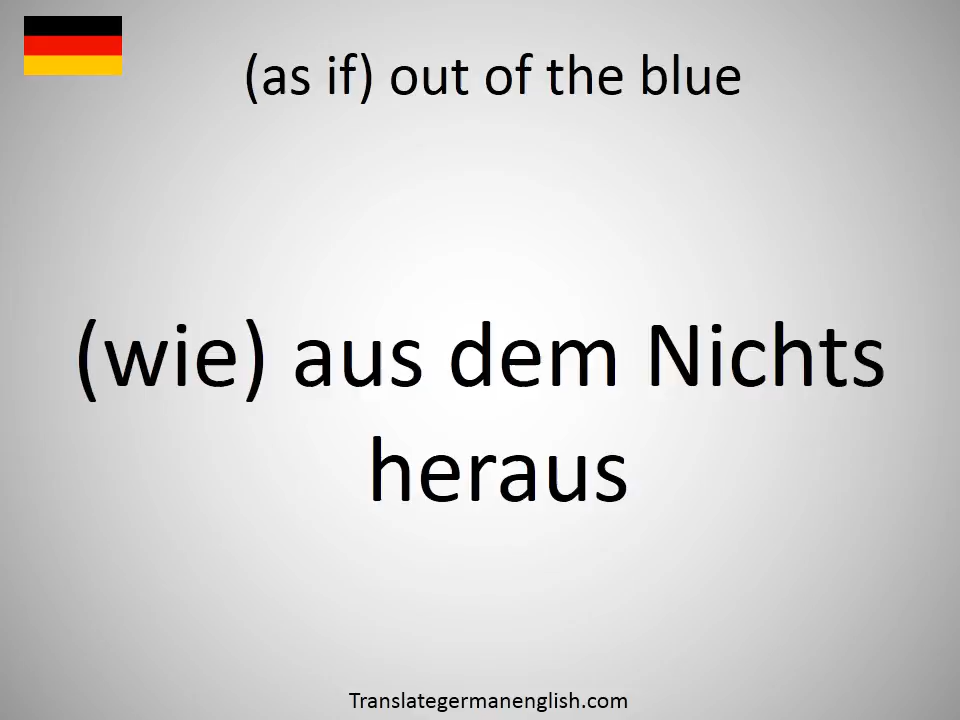 (as if) out of the blue
(wie) aus dem Nichts
heraus
Translategermanenglish.com